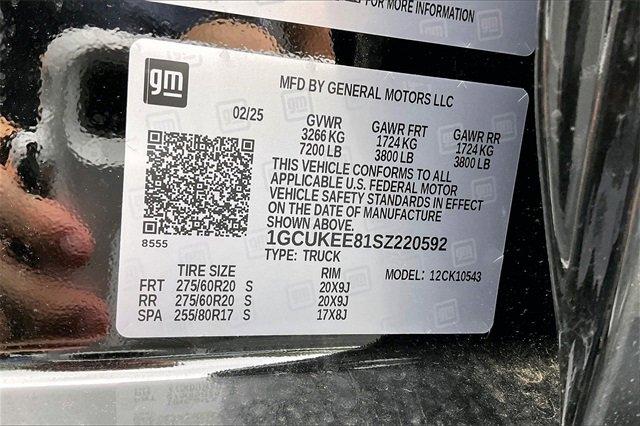 FOR MORE INFORMATION
gm
MFD BY GENERAL MOTORS LLC
02/25
GVWR GAWR FRT GAWR RR
3266 KG 1724 KG 1724 KG
7200 LB 3800 LB 3800 LB
THIS VEHICLE CONFORMS TO ALL
APPLICABLE U.S. FEDERAL MOTOR
VEHICLE SAFETY STANDARDS IN EFFECT
ON THE DATE OF MANUFACTURE
SHOWN ABOVE.
8555
1GCUKEE81SZ220592
TYPE: TRUCK
TIRE SIZE RIM MODEL: 12CK10543
FRT 275/60R20 S 20X9J
RR 275/60R20 S 20X9J
SPA 255/80R17 S 17X8J